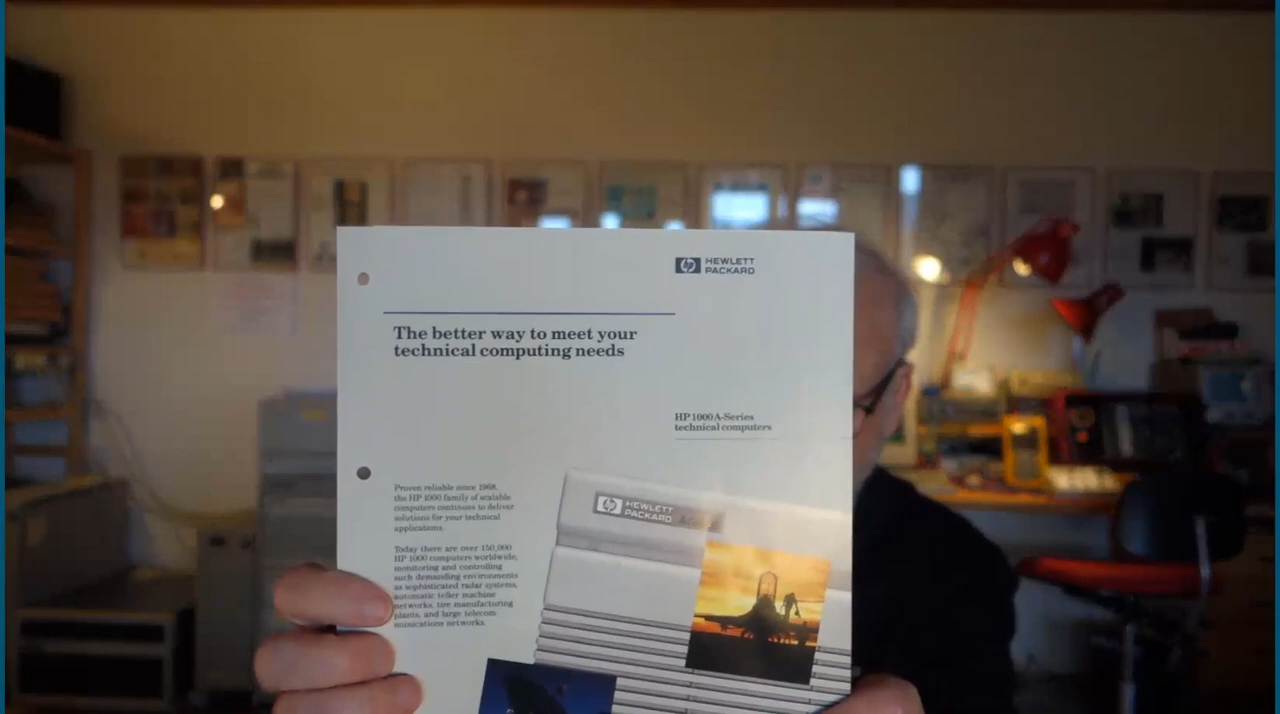 HEWLETT
PACKARD
The better way to meet your
technical computing needs
HP 1000 A-Series
technical computers
Proven reliable since 1968,
the HP 1000 family of scalable
computers continues to deliver
solutions for your technical
applications.
Today there are over 150,000
HP 1000 computers worldwide,
monitoring and controlling
such demanding environments
as sophisticated radar systems,
automatic teller machine
networks, tire manufacturing
plants, and large telecom
munications networks.
HEWLETT
PACKARD